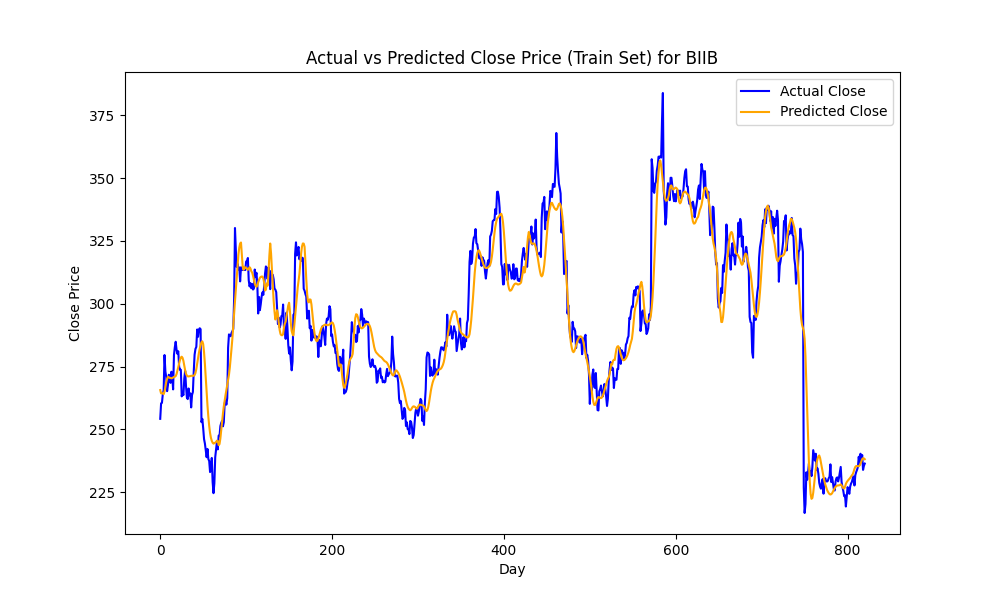 Actual vs Predicted Close Price (Train Set) for BIIB
Actual Close
Predicted Close
Close Price
375
350
325
300
275
250
225
0 200 400 600 800
Day